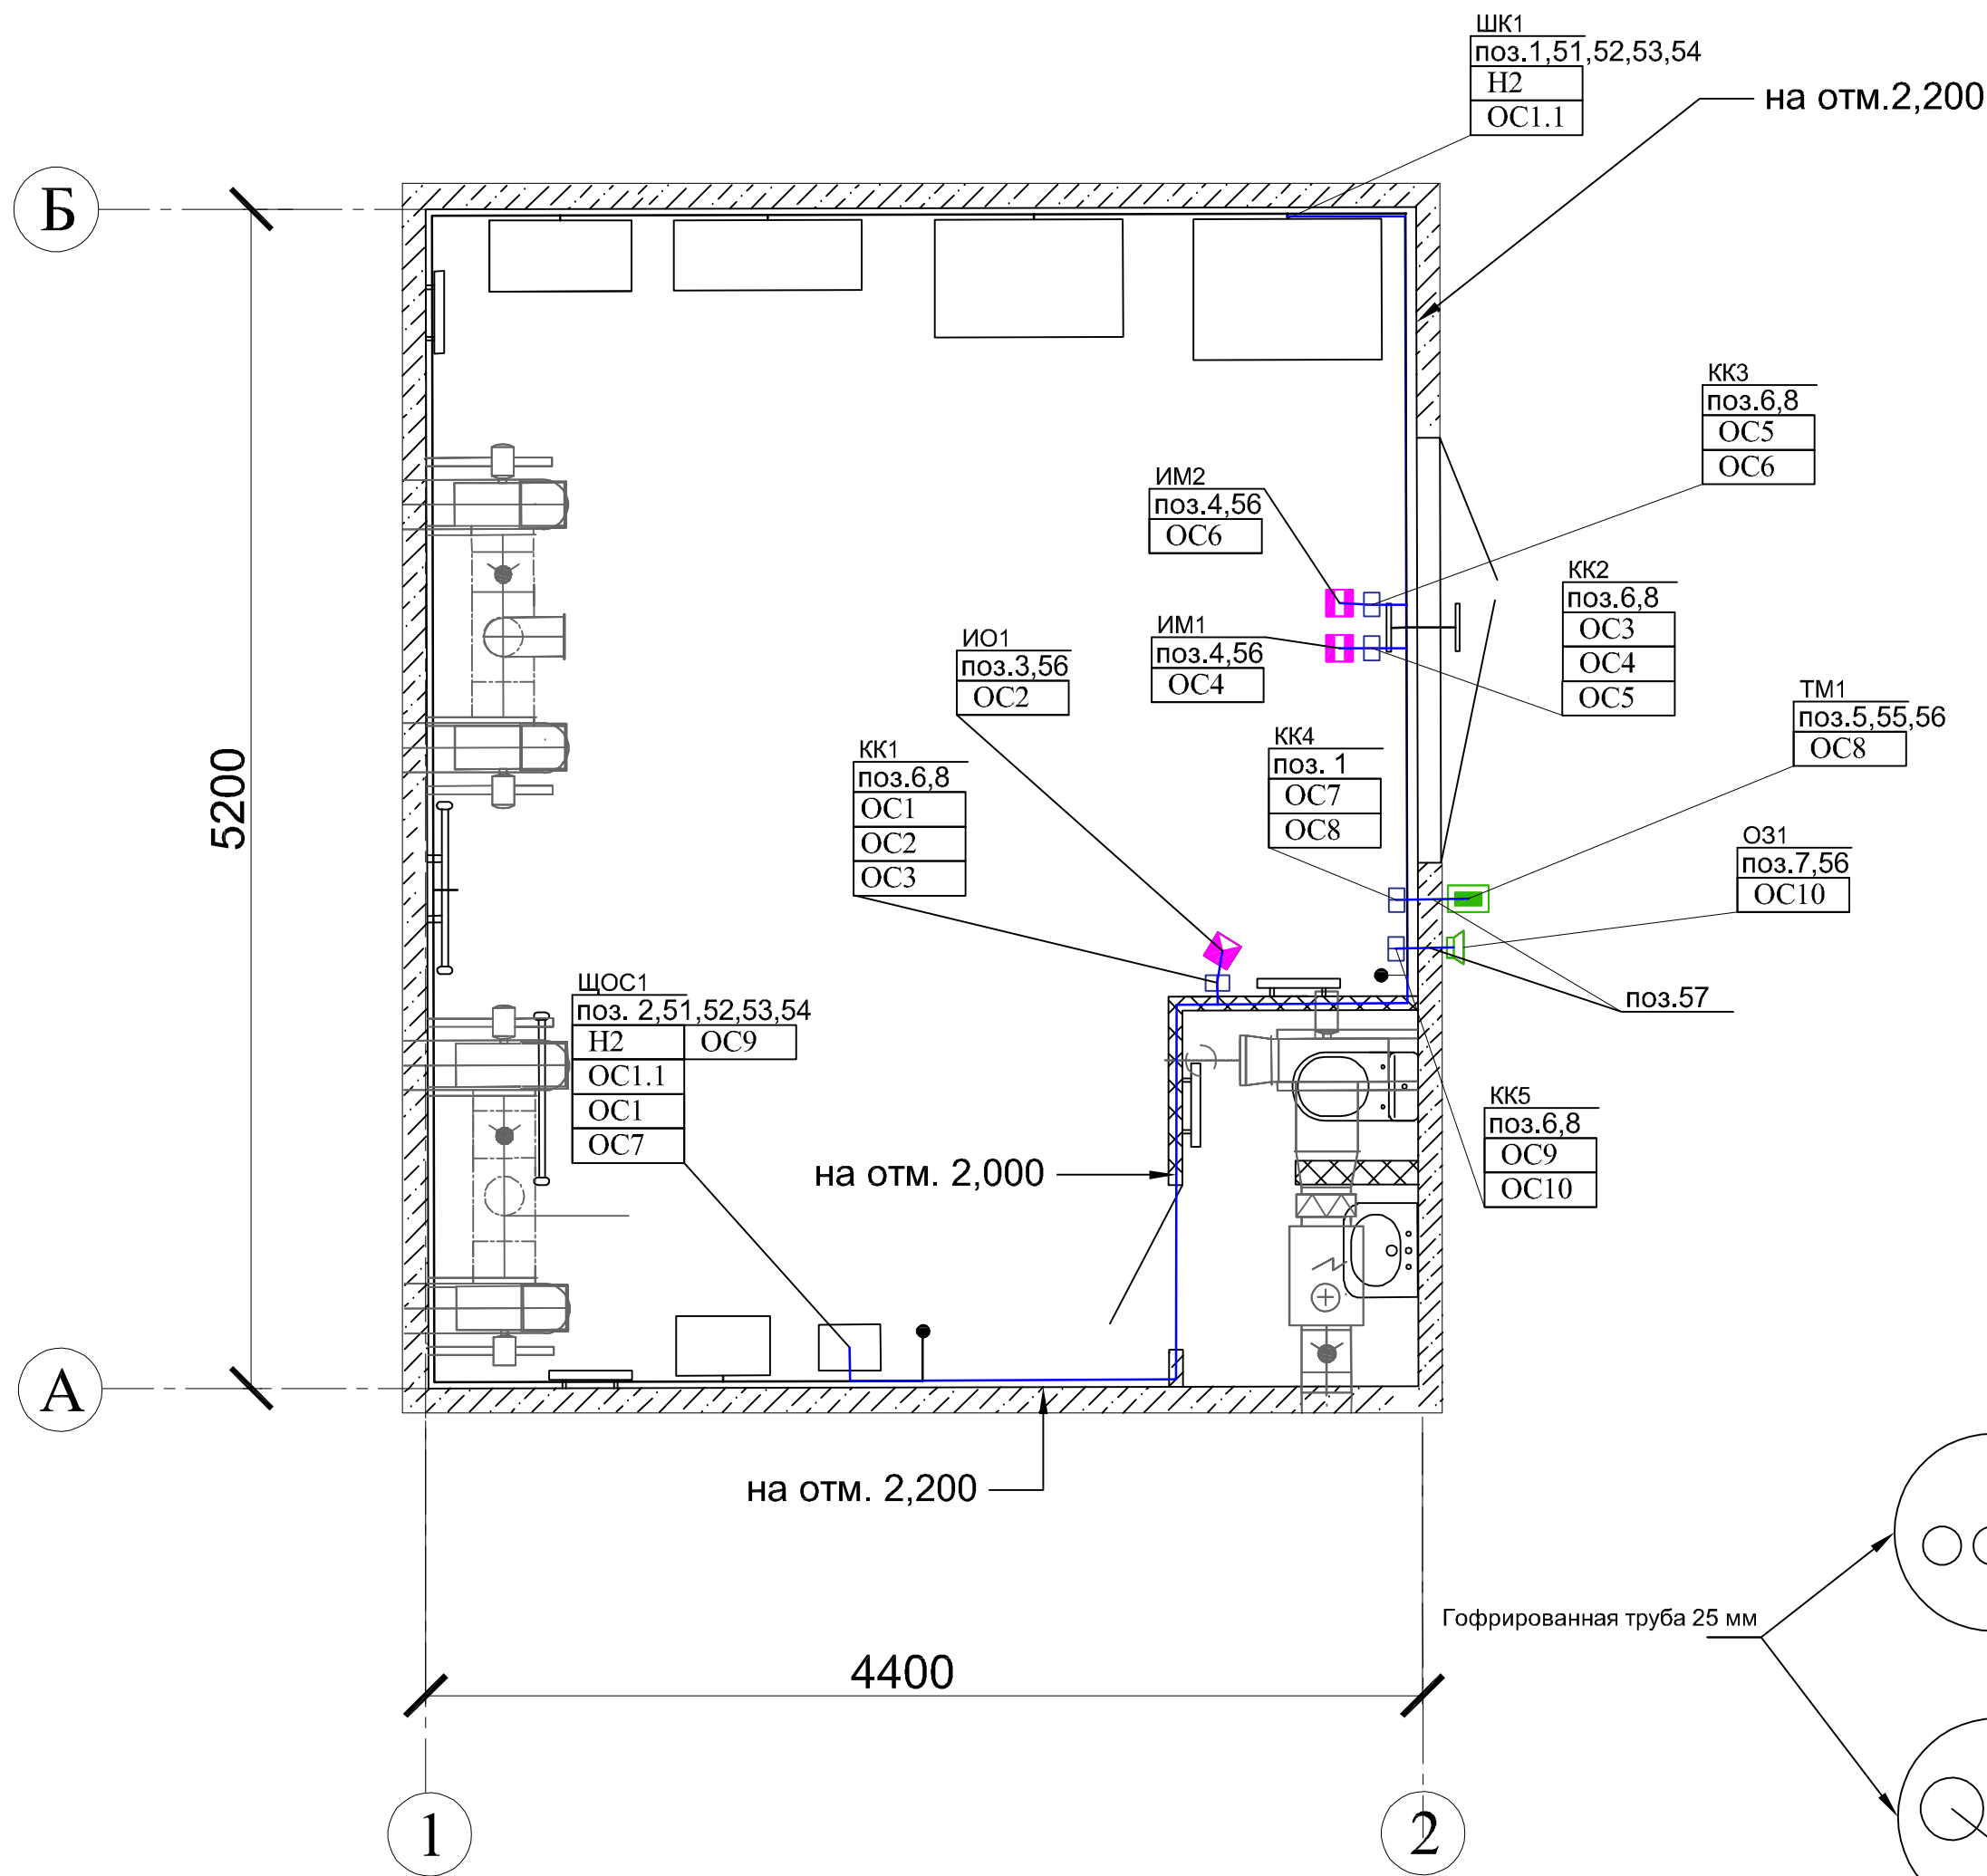 ШК1
поз.1,51,52,53,54
Н2
ОС1.1
на отм.2,200
Б
КК3
поз.6,8
ОС5
ОС6
ИМ2
поз.4,56
ОС6
КК2
поз.6,8
ОС3
ОС4
ОС5
ИО1
поз.3,56
ОС2
ИМ1
поз.4,56
ОС4
ТМ1
поз.5,55,56
ОС8
КК1
поз.6,8
ОС1
ОС2
ОС3
КК4
поз. 1
ОС7
ОС8
5200
ОЗ1
поз.7,56
ОС10
ЩОС1
поз. 2,51,52,53,54
Н2 ОС9
ОС1.1
ОС1
ОС7
поз.57
КК5
поз.6,8
ОС9
ОС10
на отм. 2,000
А
на отм. 2,200
Гофрированная труба 25 мм
4400
1
2